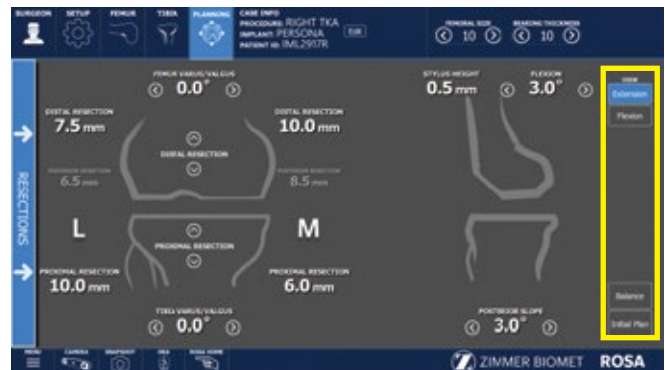 SURGEON SETUP FEMUR TIBIA PLANNING
CASE INFO
PROCEDURE: RIGHT TKA
IMPLANT: PERSONA
PATIENT ID: IML2917R
Edit
FEMORAL SIZE
10
BEARING THICKNESS
10
RESECTIONS
FEMUR VARUS/VALGUS
0.0°
DISTAL RESECTION
7.5 mm
DISTAL RESECTION
10.0 mm
DISTAL RESECTION
POSTERIOR RESECTION
6.5 mm
POSTERIOR RESECTION
8.5 mm
L
M
PROXIMAL RESECTION
PROXIMAL RESECTION
10.0 mm
PROXIMAL RESECTION
6.0 mm
TIBIA VARUS/VALGUS
0.0°
STYLUS HEIGHT
0.5 mm
FLEXION
3.0°
POSTERIOR SLOPE
3.0°
VIEW
Extension
Flexion
Balance
Initial Plan
MENU CAMERA SNAPSHOT ROSA HOME
ZIMMER BIOMET ROSA